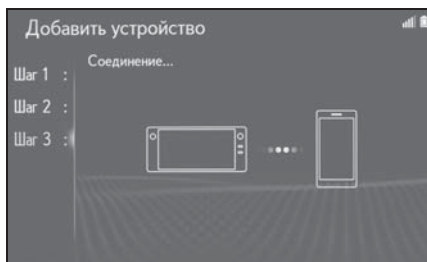 Добавить устройство
Соединение...
Шаг 1 :
Шаг 2 :
Шаг 3 :